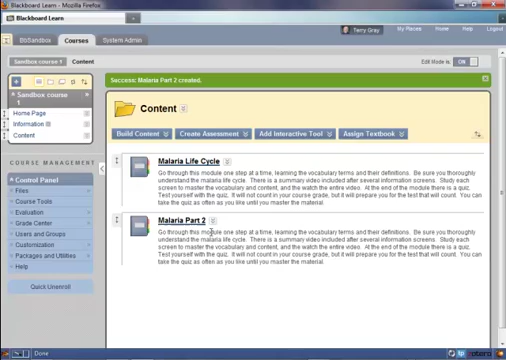 Blackboard Learn - Mozilla Firefox
Blackboard Learn
Terry Gray
My Places
Home
Help
Logout
BbSandbox
Courses
System Admin
Sandbox course 1
Content
Edit Mode is:
ON
Success: Malaria Part 2 created.
Sandbox course
1
Home Page
Information
Content
COURSE MANAGEMENT
Control Panel
Files
Course Tools
Evaluation
Grade Center
Users and Groups
Customization
Packages and Utilities
Help
Quick Unenroll
Content
Build Content
Create Assessment
Add Interactive Tool
Assign Textbook
Malaria Life Cycle
Go through this module one step at a time, learning the vocabulary terms and their definitions. Be sure you thoroughly
understand the malaria life cycle. There is a summary video included after several information screens. Study each
screen to master the vocabulary and content, and the watch the entire video. At the end of the module there is a quiz.
Test yourself with the quiz. It will not count in your course grade, but it will prepare you for the test that will count. You can
take the quiz as often as you like until you master the material.
Malaria Part 2
Go through this module one step at a time, learning the vocabulary terms and their definitions. Be sure you thoroughly
understand the malaria life cycle. There is a summary video included after several information screens. Study each
screen to master the vocabulary and content, and the watch the entire video. At the end of the module there is a quiz.
Test yourself with the quiz. It will not count in your course grade, but it will prepare you for the test that will count. You can
take the quiz as often as you like until you master the material.
Done
zotero